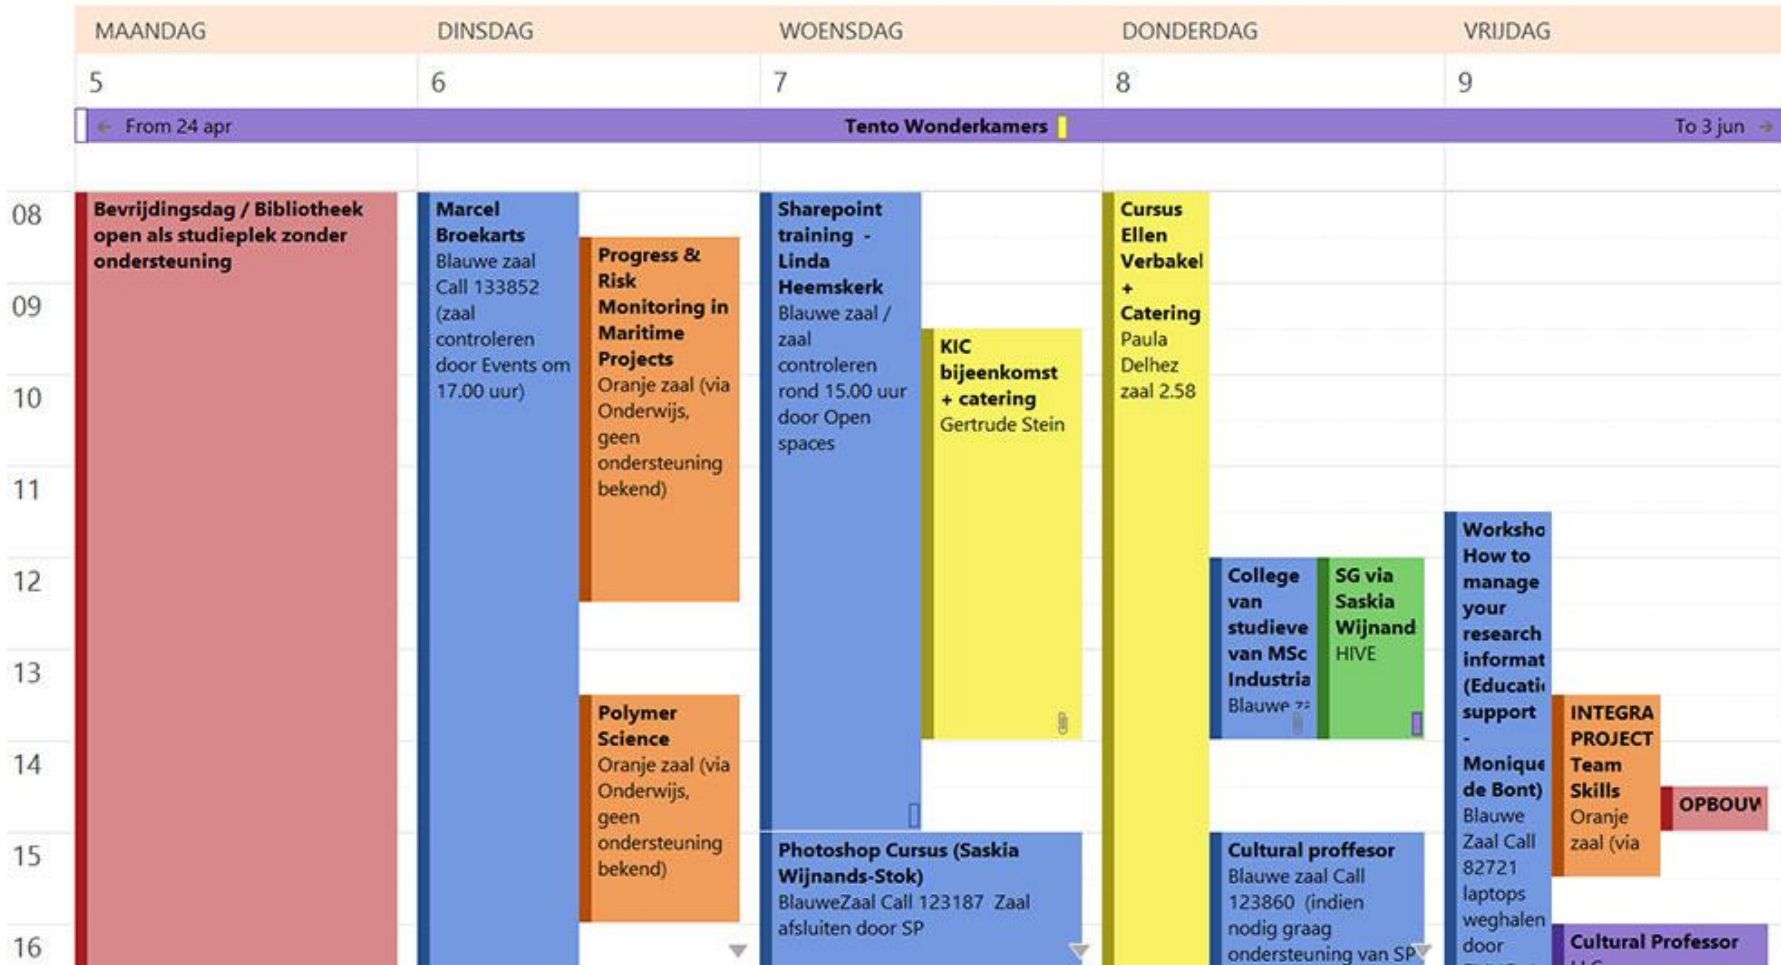 MAANDAG
DINSDAG
WOENSDAG
DONDERDAG
VRIJDAG
5
6
7
8
9
← From 24 apr
Tento Wonderkamers
To 3 jun →
08
09
10
11
12
13
14
15
16
Bevrijdingsdag / Bibliotheek
open als studieplek zonder
ondersteuning
Marcel
Broekarts
Blauwe zaal
Call 133852
(zaal
controleren
door Events om
17.00 uur)
Progress &
Risk
Monitoring in
Maritime
Projects
Oranje zaal (via
Onderwijs,
geen
ondersteuning
bekend)
Polymer
Science
Oranje zaal (via
Onderwijs,
geen
ondersteuning
bekend)
Sharepoint
training -
Linda
Heemskerk
Blauwe zaal /
zaal
controleren
rond 15.00 uur
door Open
spaces
KIC
bijeenkomst
+ catering
Gertrude Stein
Photoshop Cursus (Saskia
Wijnands-Stok)
BlauweZaal Call 123187 Zaal
afsluiten door SP
Cursus
Ellen
Verbakel
+
Catering
Paula
Delhez
zaal 2.58
College
van
studieve
van MSc
Industria
Blauwe
SG via
Saskia
Wijnand
HIVE
Cultural proffesor
Blauwe zaal Call
123860 (indien
nodig graag
ondersteuning van SP
Worksho
How to
manage
your
research
informat
(Educati
support
-
Monique
de Bont)
Blauwe
Zaal Call
82721
laptops
weghalen
door
INTEGRA
PROJECT
Team
Skills
Oranje
zaal (via
OPBOUW
Cultural Professor